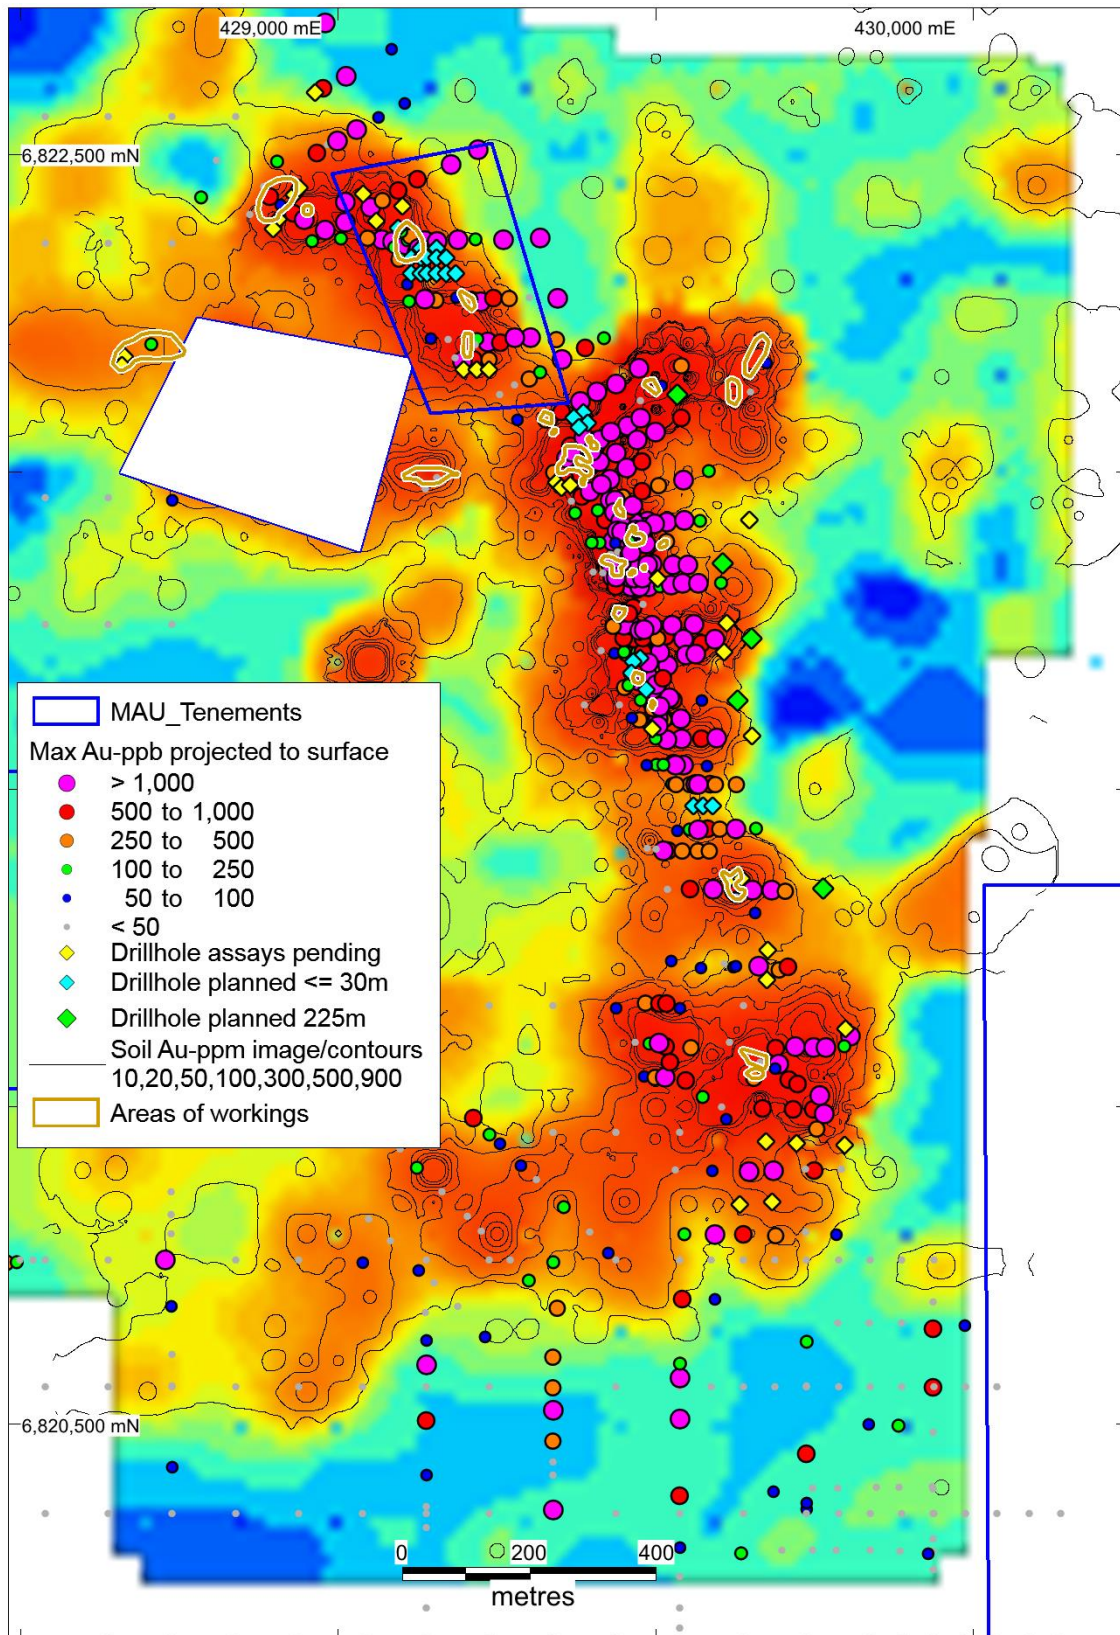 429,000 mE
430,000 mE
6,822,500 mN
MAU_Tenements
Max Au-ppb projected to surface
> 1,000
500 to 1,000
250 to 500
100 to 250
50 to 100
< 50
Drillhole assays pending
Drillhole planned <= 30m
Drillhole planned 225m
Soil Au-ppm image/contours
10,20,50,100,300,500,900
Areas of workings
6,820,500 mN
0 200 400
metres